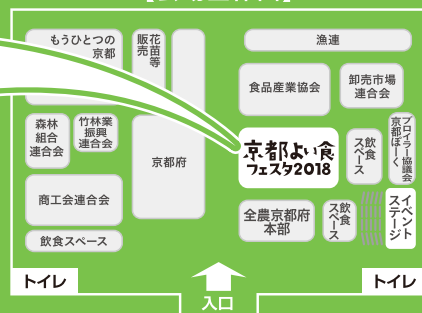 もうひとつの
京都
販売
花苗等
漁連
食品産業協会
卸売市場
連合会
森林
組合
連合会
竹林業
振興
連合会
京都府
京都よい食
フェスタ2018
飲食
スペース
ブロイラー協議会
京都ぽーく
商工会連合会
全農京都府
本部
飲食
スペース
イベント
ステージ
飲食スペース
トイレ
入口
トイレ